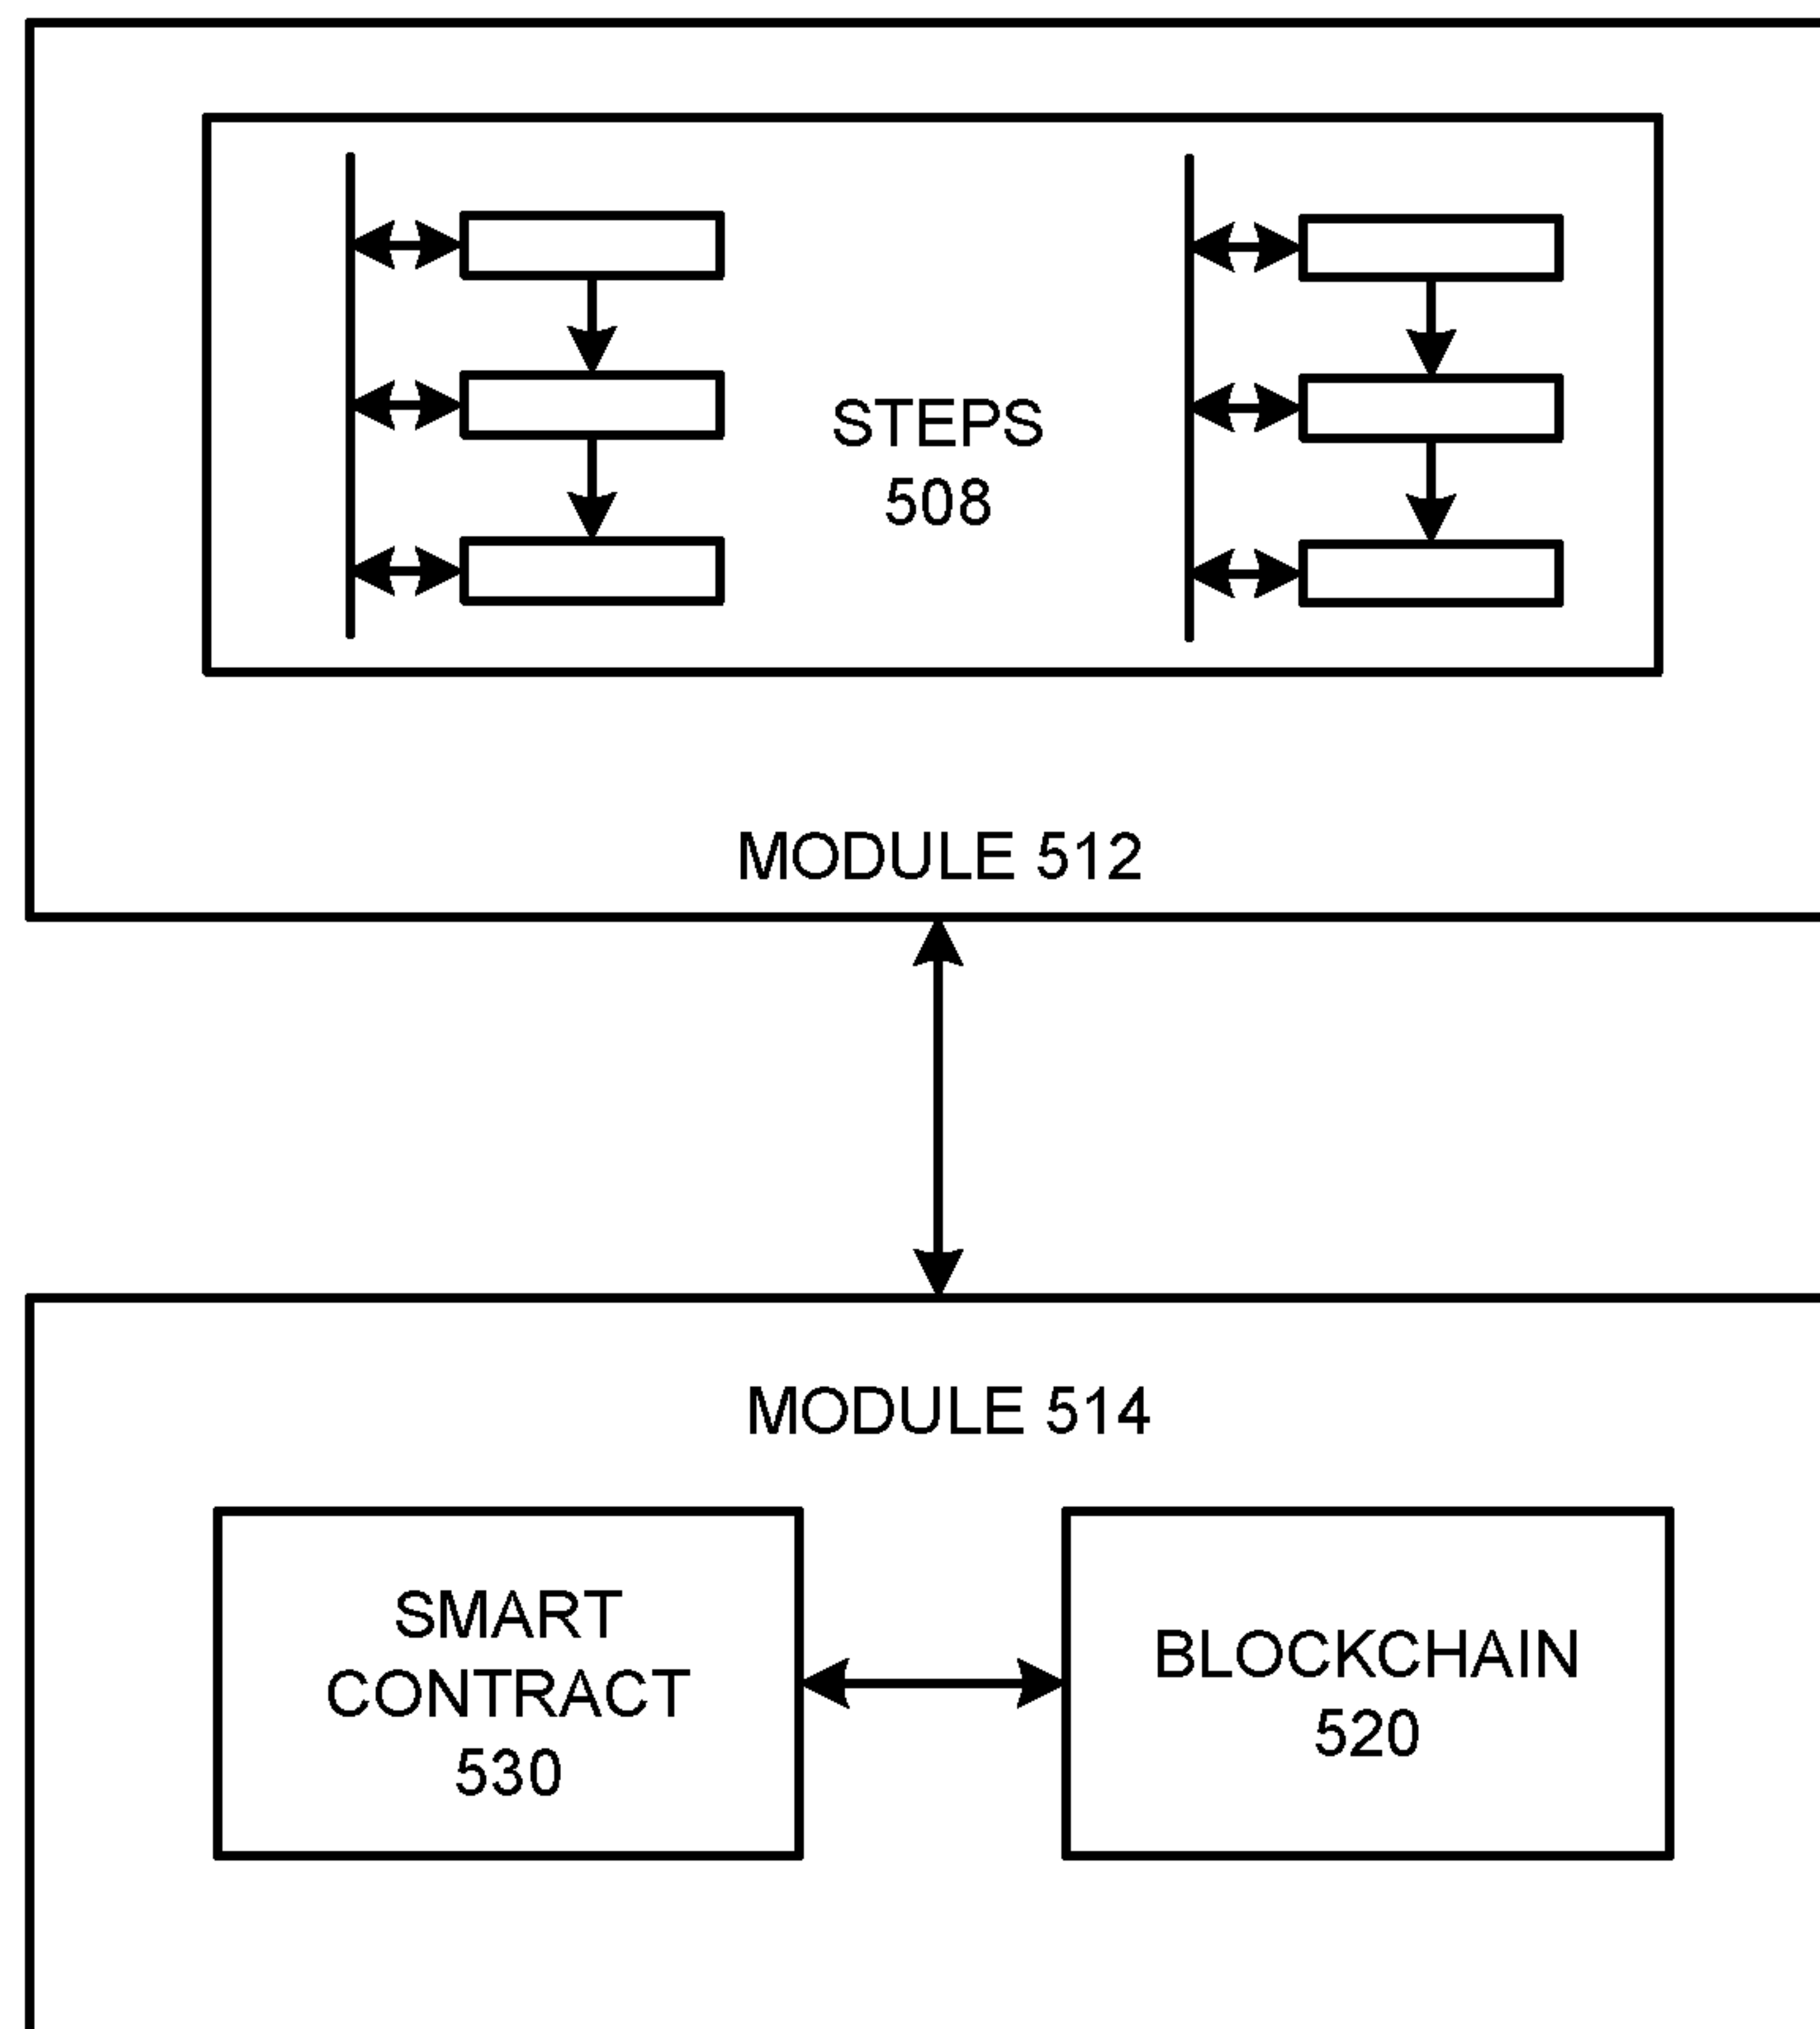 STEPS
508
MODULE 512
MODULE 514
SMART
CONTRACT
530
BLOCKCHAIN
520